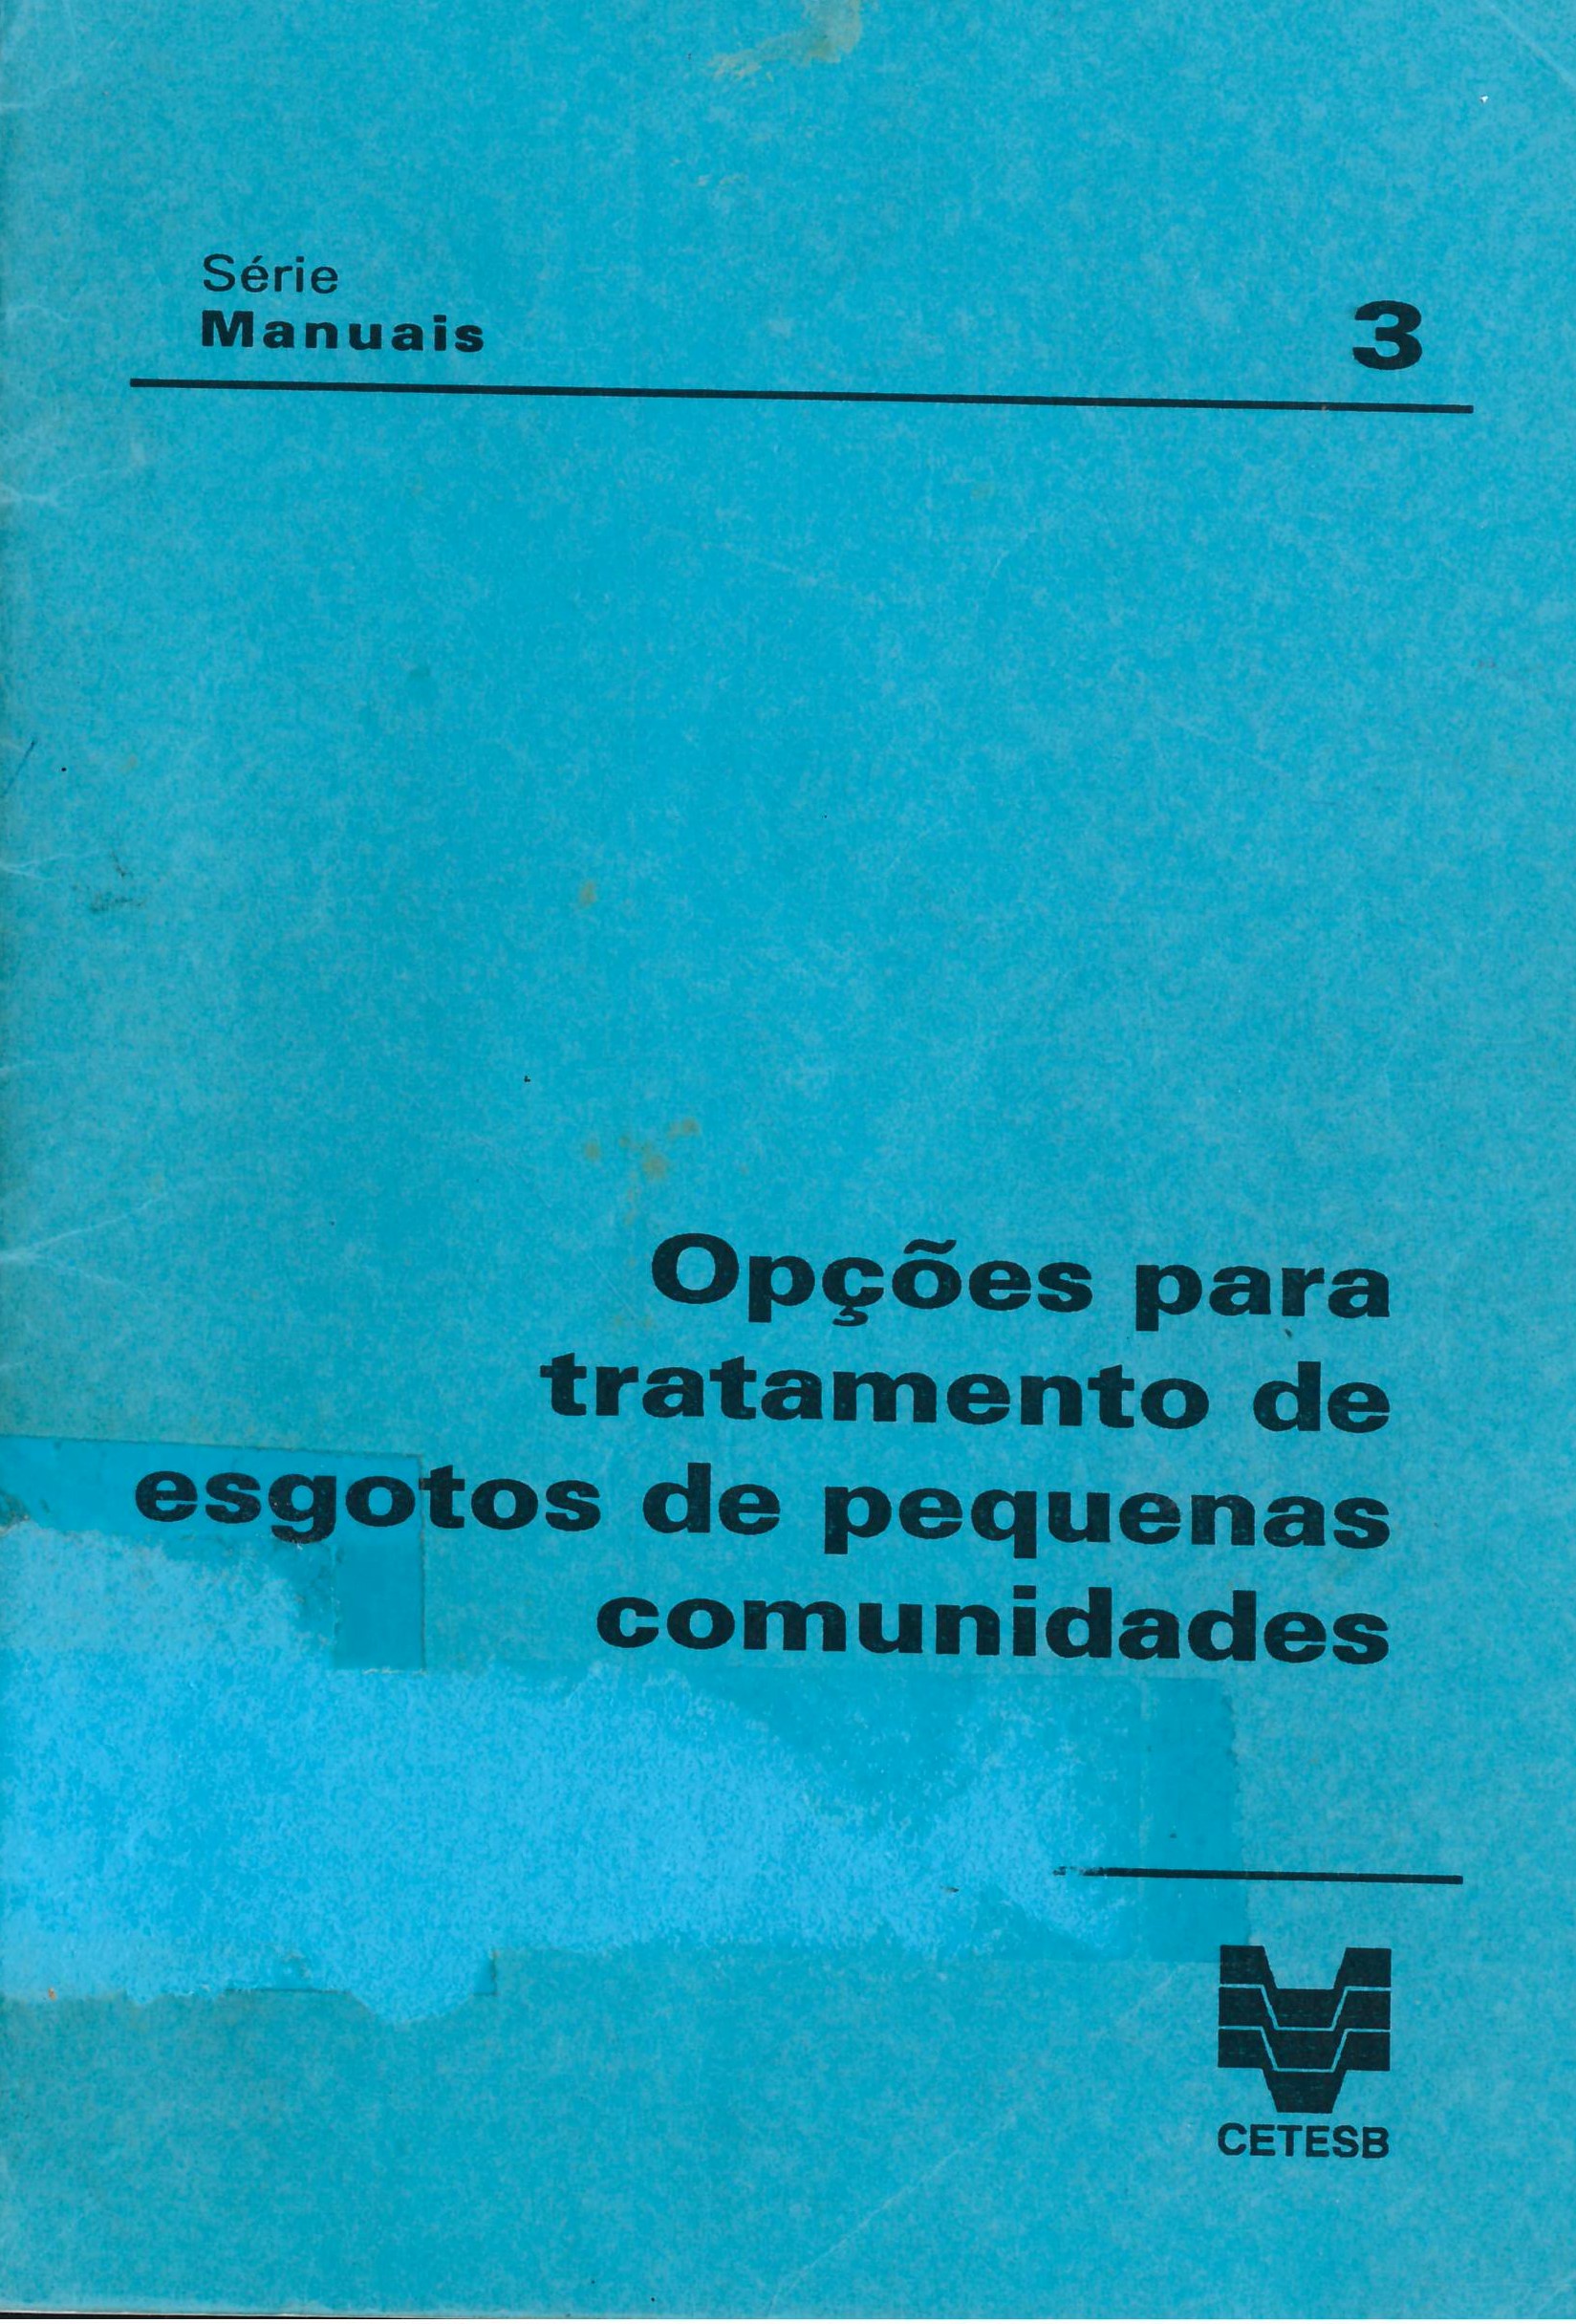 Série
Manuais
3
Opções para
tratamento de
esgotos de pequenas
comunidades
CETESB